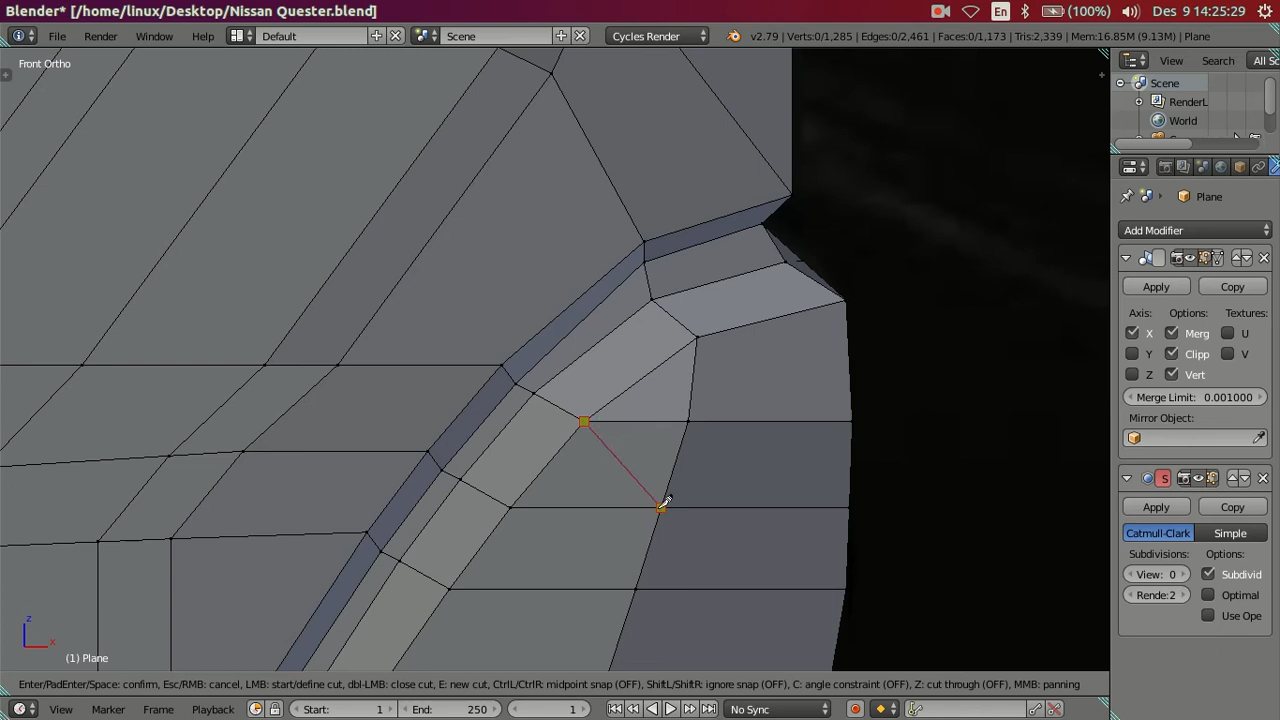 Blender* [/home/linux/Desktop/Nissan Quester.blend]
En
(100%)
Des 9 14:25:29
File
Render
Window
Help
Default
Scene
Cycles Render
v2.79 | Verts:0/1,285 | Edges:0/2,461 | Faces:0/1,173 | Tris:2,339 | Mem:16.85M (9.13M) | Plane
Front Ortho
View
Search
All Sc
Scene
RenderL
World
Plane
Add Modifier
Apply
Copy
Axis:
Options:
Textures:
X
Merg
U
Y
Clipp
V
Z
Vert
Merge Limit: 0.001000
Mirror Object:
S
Apply
Copy
Catmull-Clark
Simple
Subdivisions:
Options:
View: 0
Subdivid
Rende:2
Optimal
Use Ope
z
x
(1) Plane
Enter/PadEnter/Space: confirm, Esc/RMB: cancel, LMB: start/define cut, dbl-LMB: close cut, E: new cut, CtrlL/CtrlR: midpoint snap (OFF), ShiftL/ShiftR: ignore snap (OFF), C: angle constraint (OFF), Z: cut through (OFF), MMB: panning
View
Marker
Frame
Playback
Start: 1
End: 250
1
No Sync